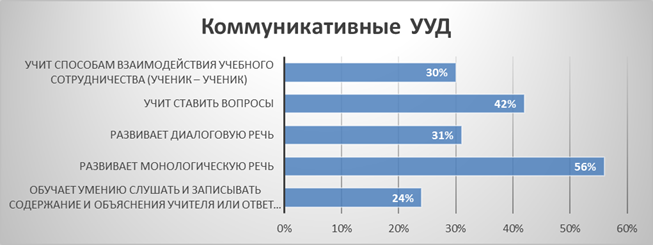 Коммуникативные УУД
УЧИТ СПОСОБАМ ВЗАИМОДЕЙСТВИЯ УЧЕБНОГО
СОТРУДНИЧЕСТВА (УЧЕНИК – УЧЕНИК)
30%
УЧИТ СТАВИТЬ ВОПРОСЫ
42%
РАЗВИВАЕТ ДИАЛОГОВУЮ РЕЧЬ
31%
РАЗВИВАЕТ МОНОЛОГИЧЕСКУЮ РЕЧЬ
56%
ОБУЧАЕТ УМЕНИЮ СЛУШАТЬ И ЗАПИСЫВАТЬ
СОДЕРЖАНИЕ И ОБЪЯСНЕНИЯ УЧИТЕЛЯ ИЛИ ОТВЕТ…
24%
0% 10% 20% 30% 40% 50% 60%